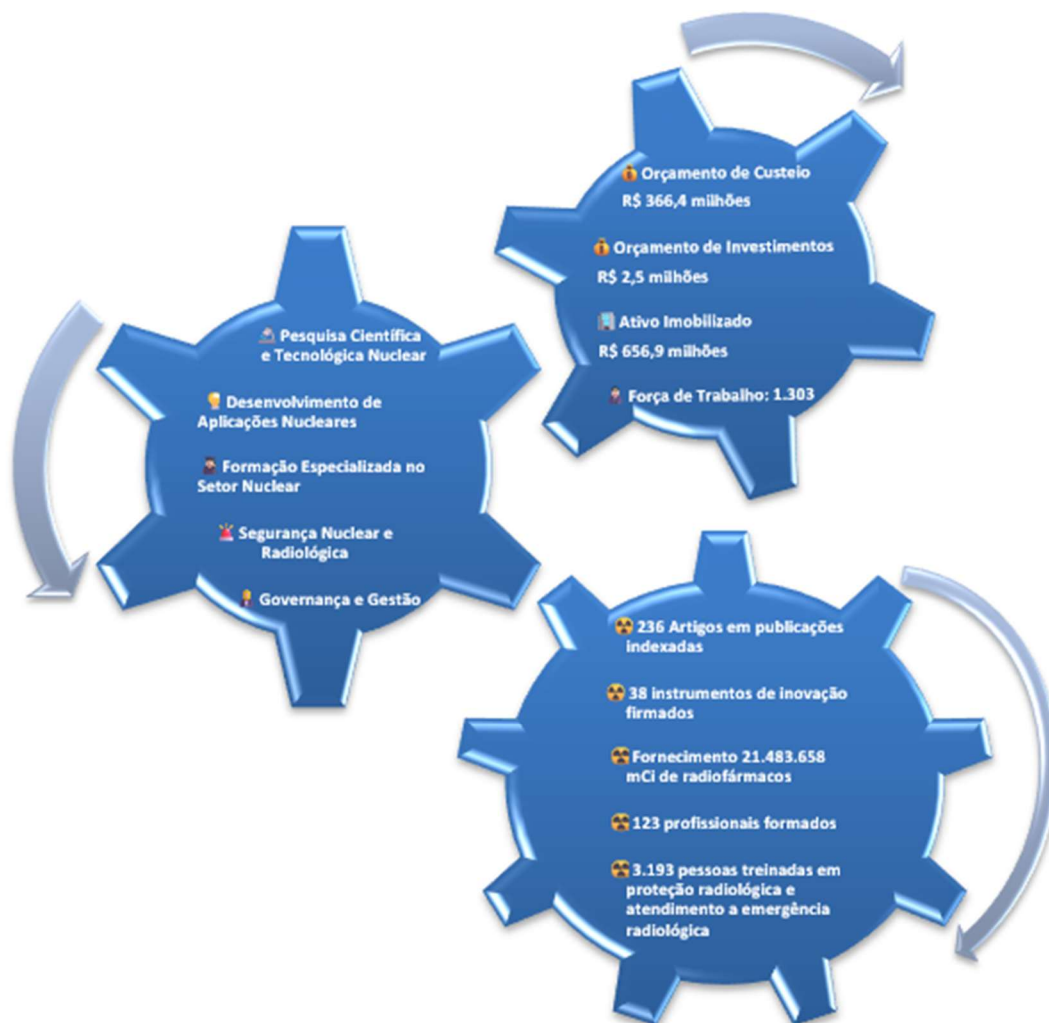 Orçamento de Custeio
R$ 366,4 milhões
Orçamento de Investimentos
R$ 2,5 milhões
Ativo Imobilizado
R$ 656,9 milhões
Força de Trabalho: 1.303
Pesquisa Científica
e Tecnológica Nuclear
Desenvolvimento de
Aplicações Nucleares
Formação Especializada no
Setor Nuclear
Segurança Nuclear e
Radiológica
Governança e Gestão
236 Artigos em publicações
indexadas
38 instrumentos de inovação
firmados
Fornecimento 21.483.658
mCi de radiofármacos
123 profissionais formados
3.193 pessoas treinadas em
proteção radiológica e
atendimento a emergência
radiológica